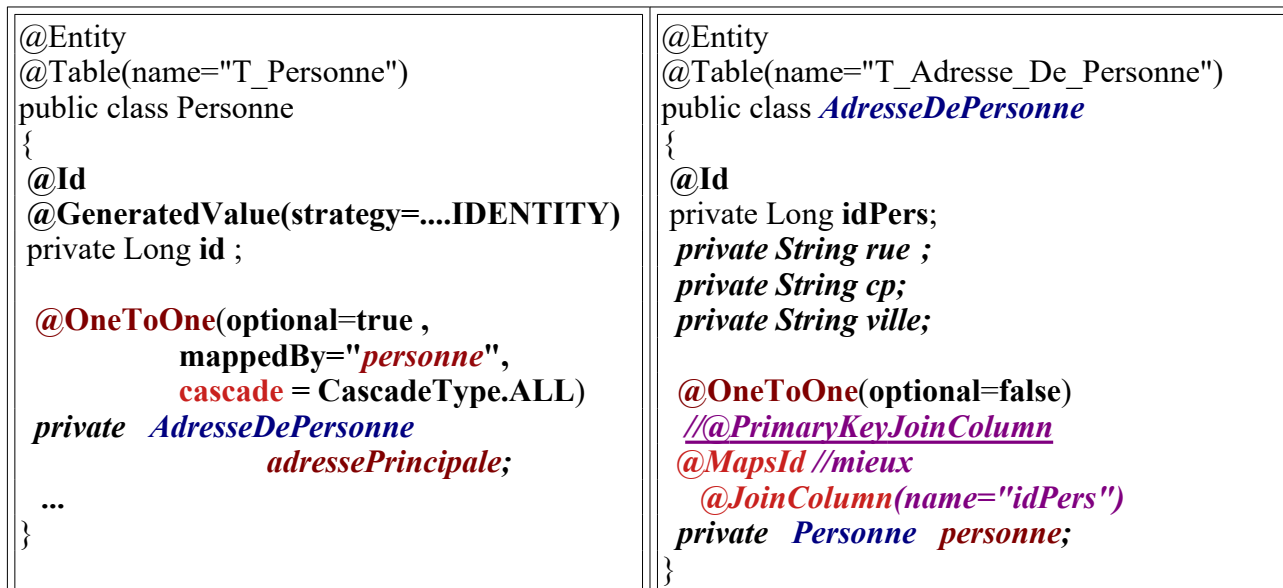 @Entity
@Table(name="T_Personne")
public class Personne
{
@Id
@GeneratedValue(strategy=....IDENTITY)
private Long id ;
@OneToOne(optional=true ,
mappedBy="personne",
cascade = CascadeType.ALL)
private AdresseDePersonne
adressePrincipale;
...
}
@Entity
@Table(name="T_Adresse_De_Personne")
public class AdresseDePersonne
{
@Id
private Long idPers;
private String rue ;
private String cp;
private String ville;
@OneToOne(optional=false)
//@PrimaryKeyJoinColumn
@MapsId //mieux
@JoinColumn(name="idPers")
private Personne personne;
}